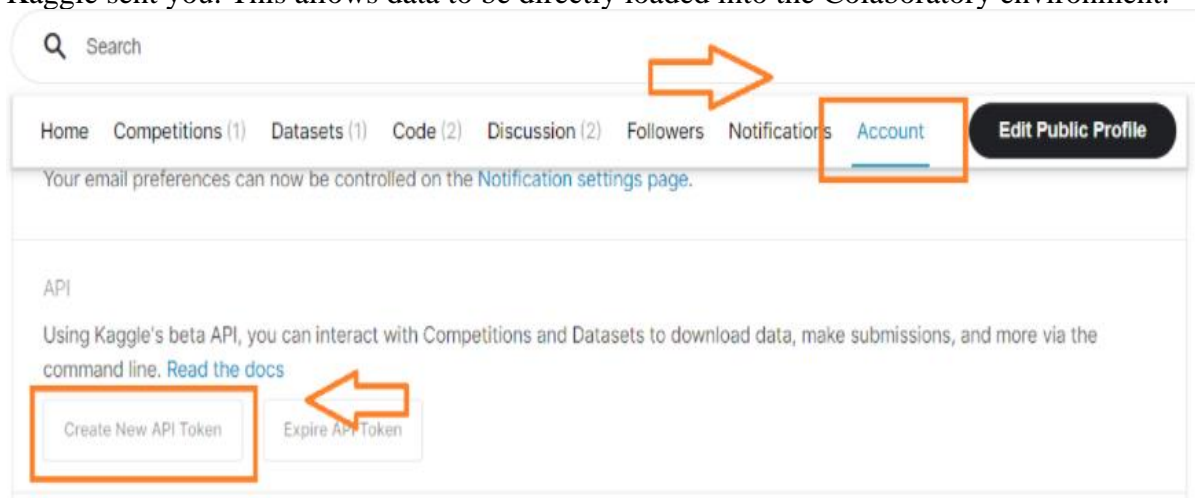 Kaggle sent you. This allows data to be directly loaded into the Colaboratory environment.
Search
Home Competitions (1) Datasets (1) Code (2) Discussion (2) Followers Notifications Account Edit Public Profile
Your email preferences can now be controlled on the Notification settings page.
API
Using Kaggle's beta API, you can interact with Competitions and Datasets to download data, make submissions, and more via the
command line. Read the docs
Create New API Token Expire API Token